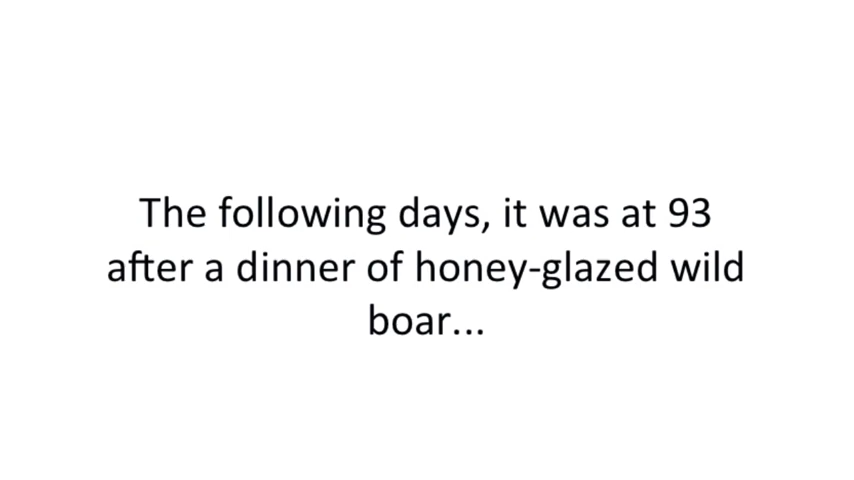 The following days, it was at 93
after a dinner of honey-glazed wild
boar...